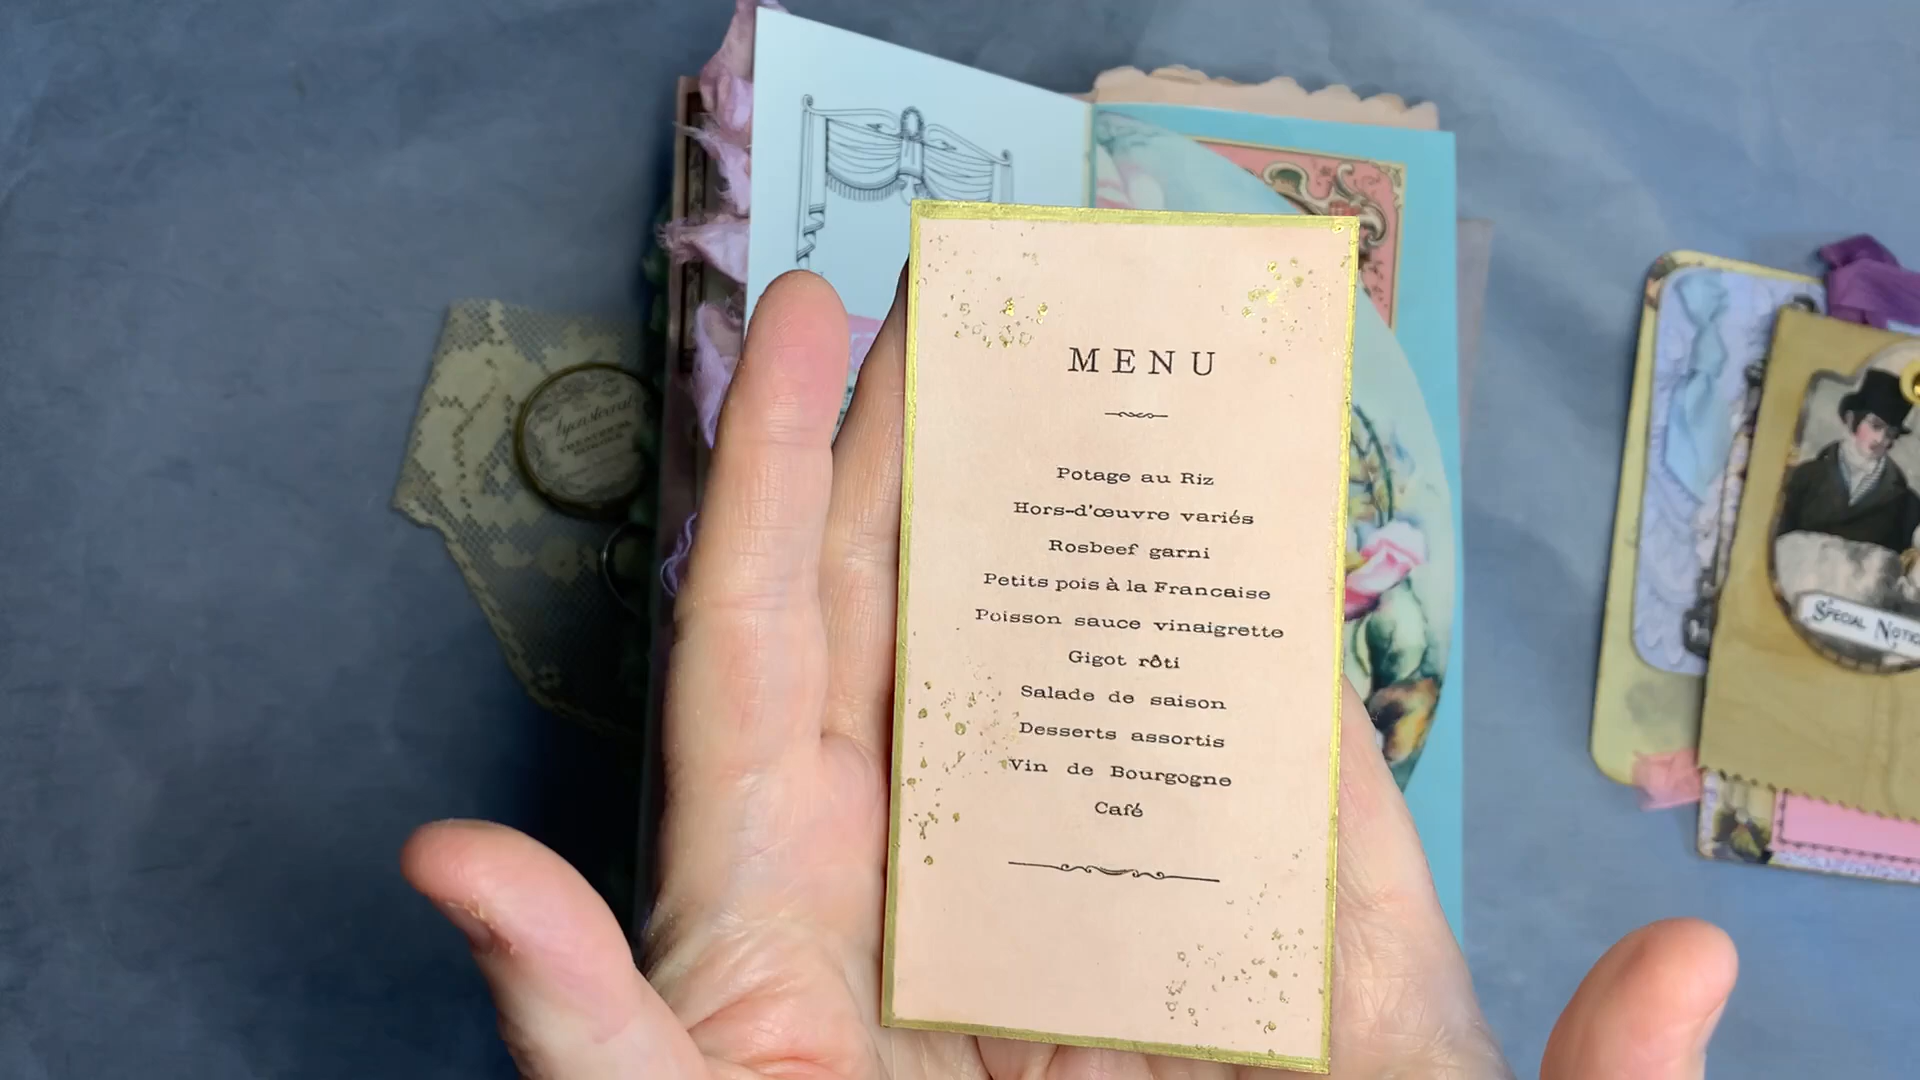 MENU
Potage au Riz
Hors-d'œuvre variés
Rosbeef garni
Petits pois à la Francaise
Poisson sauce vinaigrette
Gigot rôti
Salade de saison
Desserts assortis
Vin de Bourgogne
Café
SPECIAL